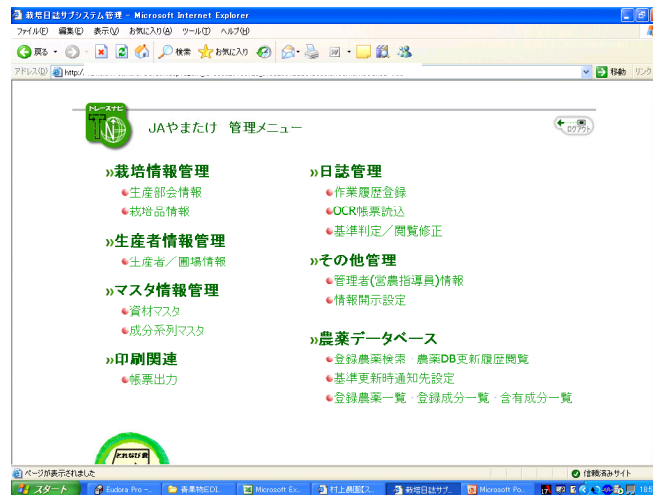 栽培日誌サブシステム管理 - Microsoft Internet Explorer
ファイル(F) 編集(E) 表示(V) お気に入り(A) ツール(T) ヘルプ(H)
戻る 検索 お気に入り
アドレス(D) http:/ 移動 リンク
トレースナビ
TN
JAやまたけ 管理メニュー
ログアウト
»栽培情報管理
生産部会情報
栽培品情報
»生産者情報管理
生産者／圃場情報
»マスタ情報管理
資材マスタ
成分系列マスタ
»印刷関連
帳票出力
»日誌管理
作業履歴登録
OCR帳票読込
基準判定／閲覧修正
»その他管理
管理者(営農指導員)情報
情報開示設定
»農薬データベース
登録農薬検索・農薬DB更新履歴閲覧
基準更新時通知先設定
登録農薬一覧・登録成分一覧・含有成分一覧
ページが表示されました 信頼済みサイト
スタート Eudora Pro - ... 青果物EDI... Microsoft Ex... 村上農園[ス... 栽培日誌サブ... Microsoft Po...